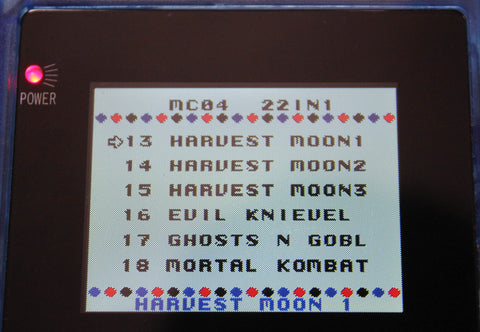 POWER
MC04 22IN1
13 HARVEST MOON1
14 HARVEST MOON2
15 HARVEST MOON3
16 EVIL KNIEVEL
17 GHOSTS N GOBL
18 MORTAL KOMBAT
HARVEST MOON 1